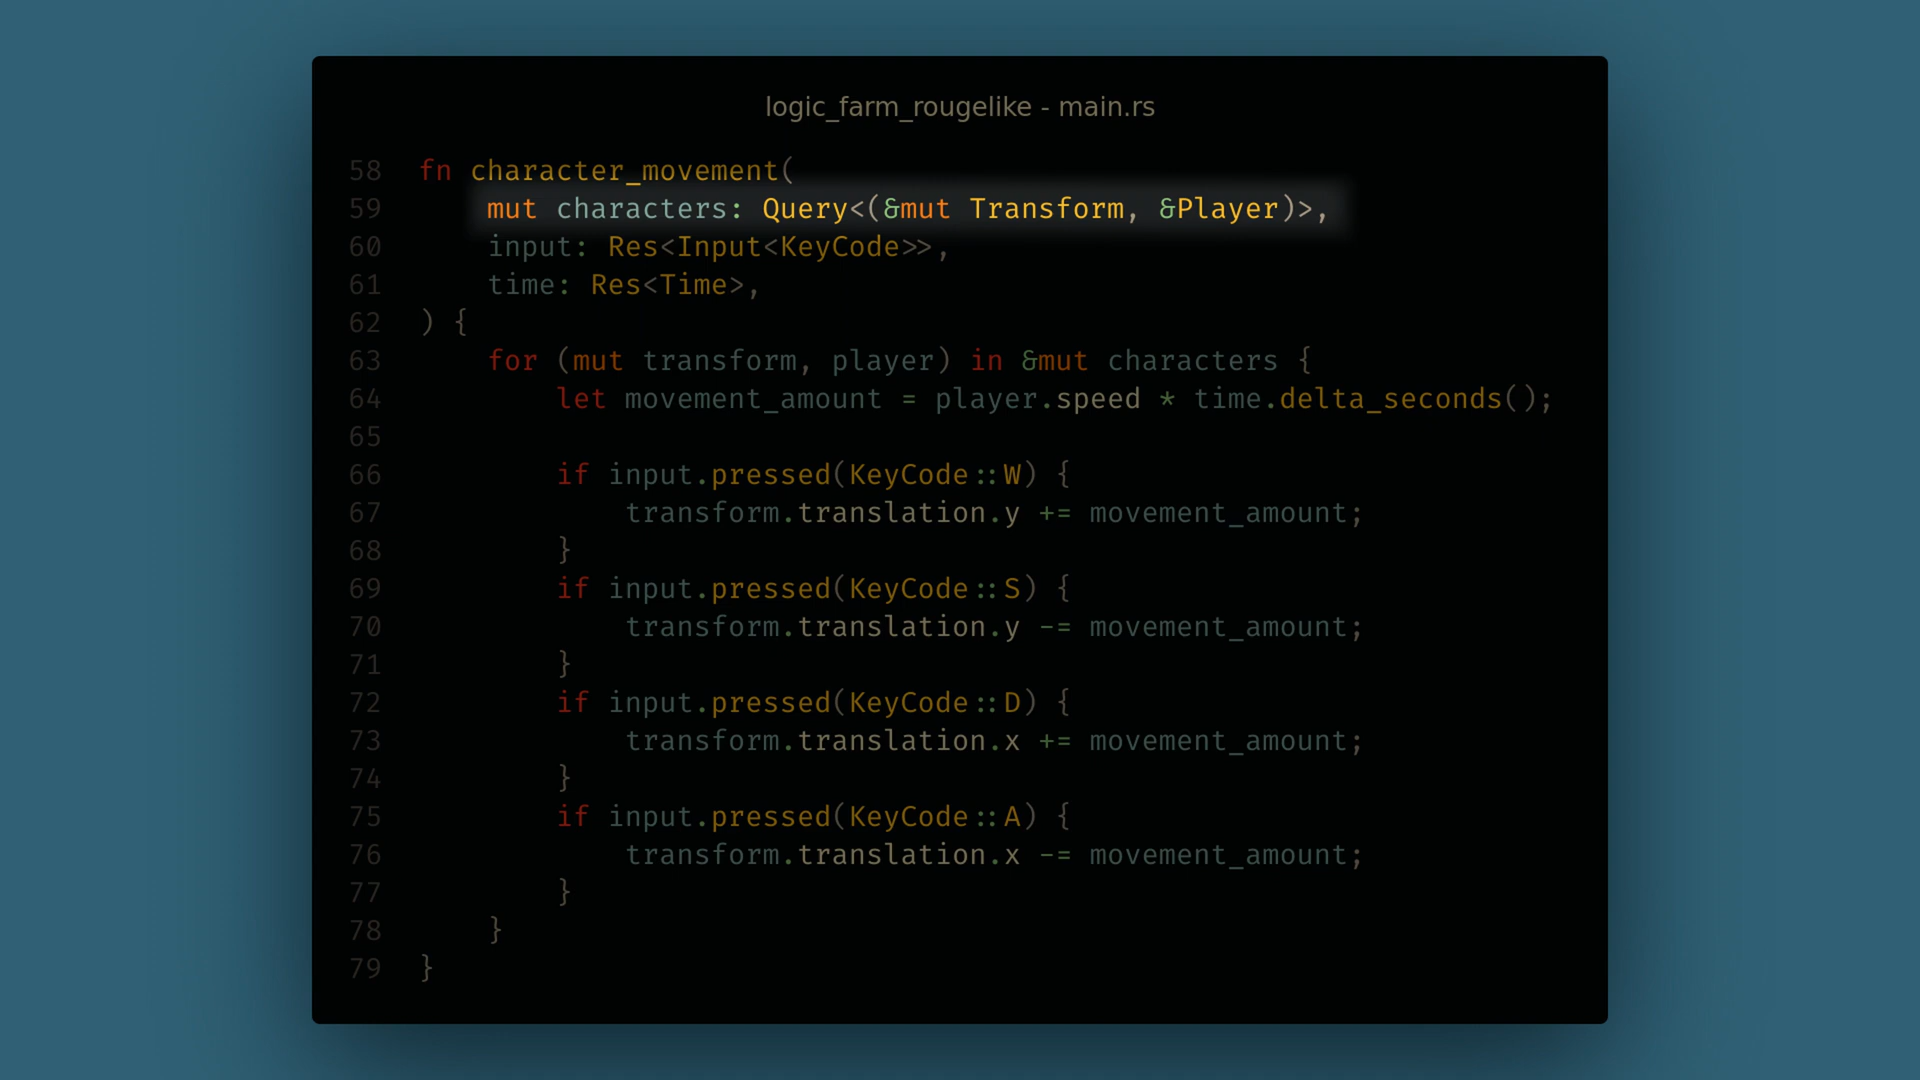 logic_farm_rougelike - main.rs
58 fn character_movement(
59     mut characters: Query<(&mut Transform, &Player)>,
60     input: Res<Input<KeyCode>>,
61     time: Res<Time>,
62 ) {
63     for (mut transform, player) in &mut characters {
64         let movement_amount = player.speed * time.delta_seconds();
65
66         if input.pressed(KeyCode::W) {
67             transform.translation.y += movement_amount;
68         }
69         if input.pressed(KeyCode::S) {
70             transform.translation.y -= movement_amount;
71         }
72         if input.pressed(KeyCode::D) {
73             transform.translation.x += movement_amount;
74         }
75         if input.pressed(KeyCode::A) {
76             transform.translation.x -= movement_amount;
77         }
78     }
79 }